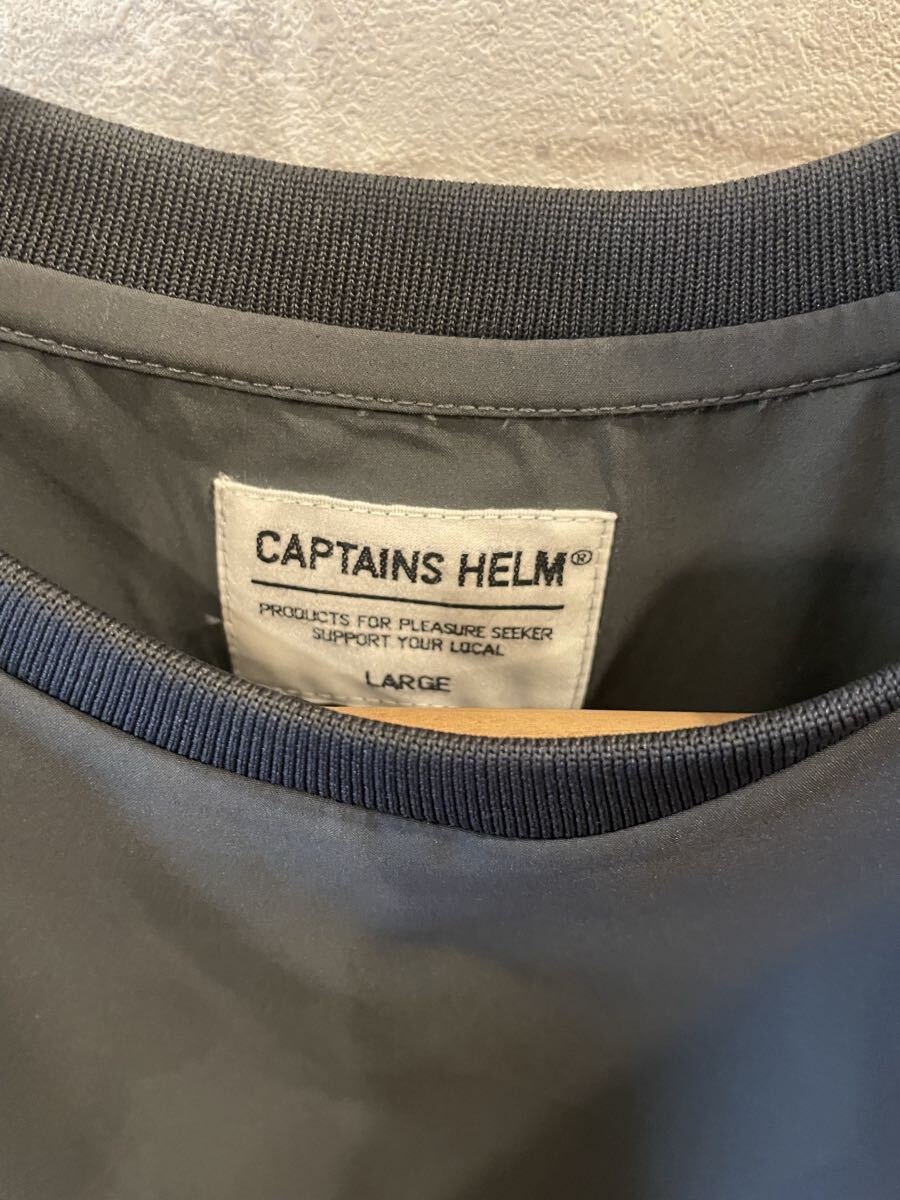 CAPTAINS HELM®
PRODUCTS FOR PLEASURE SEEKER
SUPPORT YOUR LOCAL
LARGE